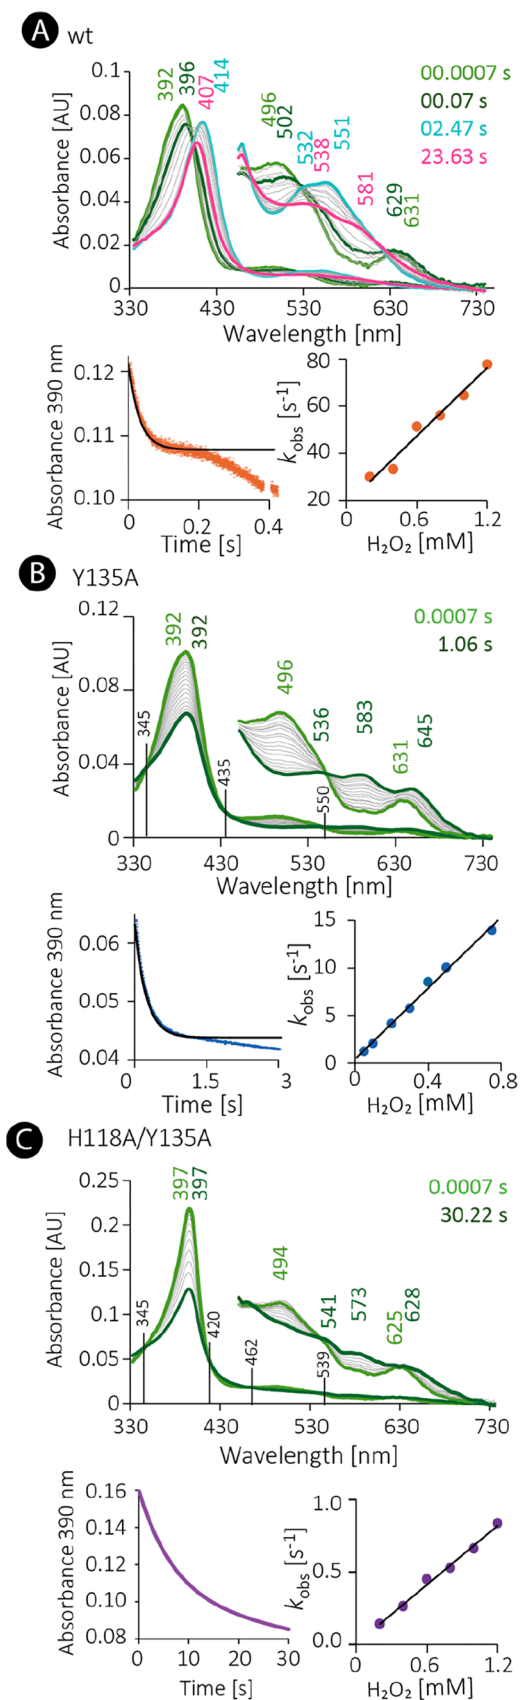 A wt
392 396 407 414
496 502 532 538 551 581 629 631
00.0007 s
00.07 s
02.47 s
23.63 s
Absorbance [AU]
0.1
0.08
0.06
0.04
0.02
0
330 430 530 630 730
Wavelength [nm]
Absorbance 390 nm
0.12
0.11
0.10
0 0.2 0.4
Time [s]
kobs [s-1]
80
60
40
20
0 0.6 1.2
H₂O₂ [mM]
B Y135A
392 392
496 536 583 631 645
0.0007 s
1.06 s
Absorbance [AU]
0.12
0.08
0.04
0
345 435 550
330 430 530 630 730
Wavelength [nm]
Absorbance 390 nm
0.06
0.05
0.04
0 1.5 3
Time [s]
kobs [s-1]
15
10
5
0
0 0.4 0.8
H₂O₂ [mM]
C H118A/Y135A
397 397
494 541 573 625 628
0.0007 s
30.22 s
Absorbance [AU]
0.25
0.2
0.15
0.1
0.05
0
345 420 462 539
330 430 530 630 730
Wavelength [nm]
Absorbance 390 nm
0.16
0.14
0.12
0.10
0.08
0 10 20 30
Time [s]
kobs [s-1]
1.0
0.5
0.0
0 0.6 1.2
H₂O₂ [mM]